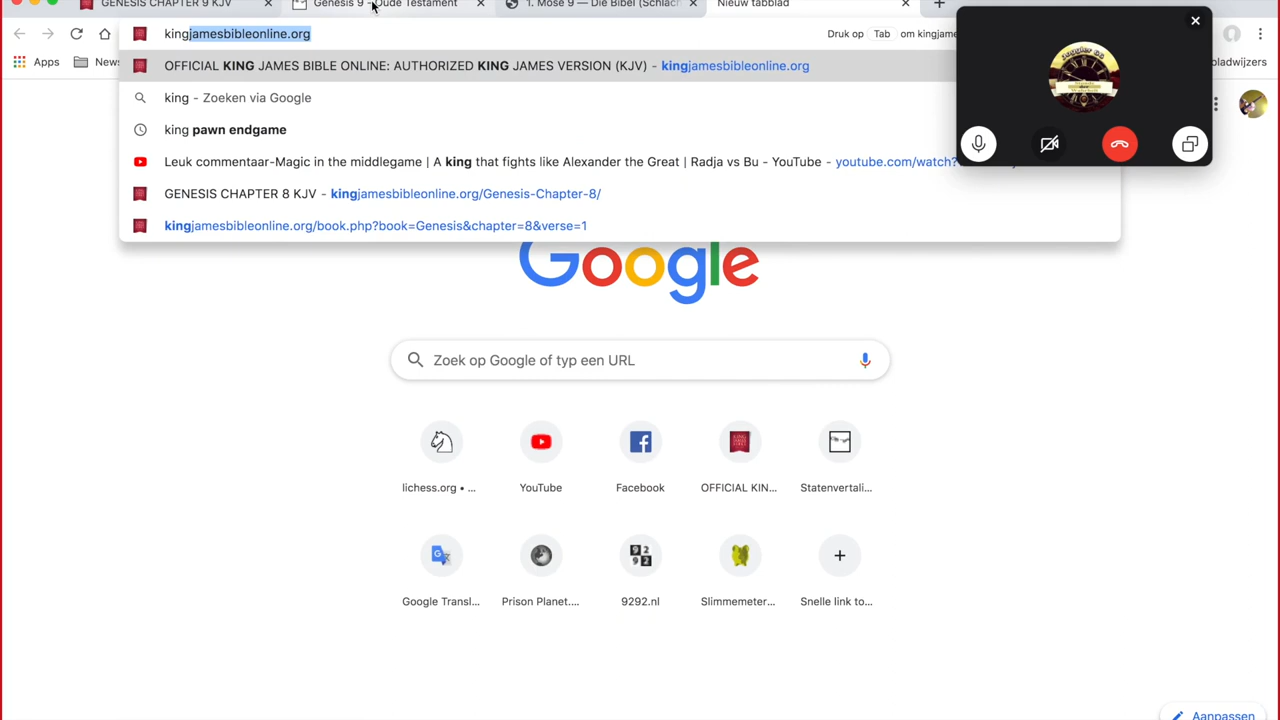 GENESIS CHAPTER 9 KJV
Genesis 9 - Oude Testament
1. Mose 9 — Die Bibel (Schlach
Nieuw tabblad
kingjamesbibleonline.org
Druk op Tab om kingjame
Apps
New
bladwijzers
OFFICIAL KING JAMES BIBLE ONLINE: AUTHORIZED KING JAMES VERSION (KJV) - kingjamesbibleonline.org
king - Zoeken via Google
king pawn endgame
Leuk commentaar-Magic in the middlegame | A king that fights like Alexander the Great | Radja vs Bu - YouTube - youtube.com/watch?
GENESIS CHAPTER 8 KJV - kingjamesbibleonline.org/Genesis-Chapter-8/
kingjamesbibleonline.org/book.php?book=Genesis&chapter=8&verse=1
Google
Zoek op Google of typ een URL
lichess.org • ...
YouTube
Facebook
OFFICIAL KIN...
Statenvertali...
Google Transl...
Prison Planet....
9292.nl
Slimmemeter...
Snelle link to...
Aanpassen